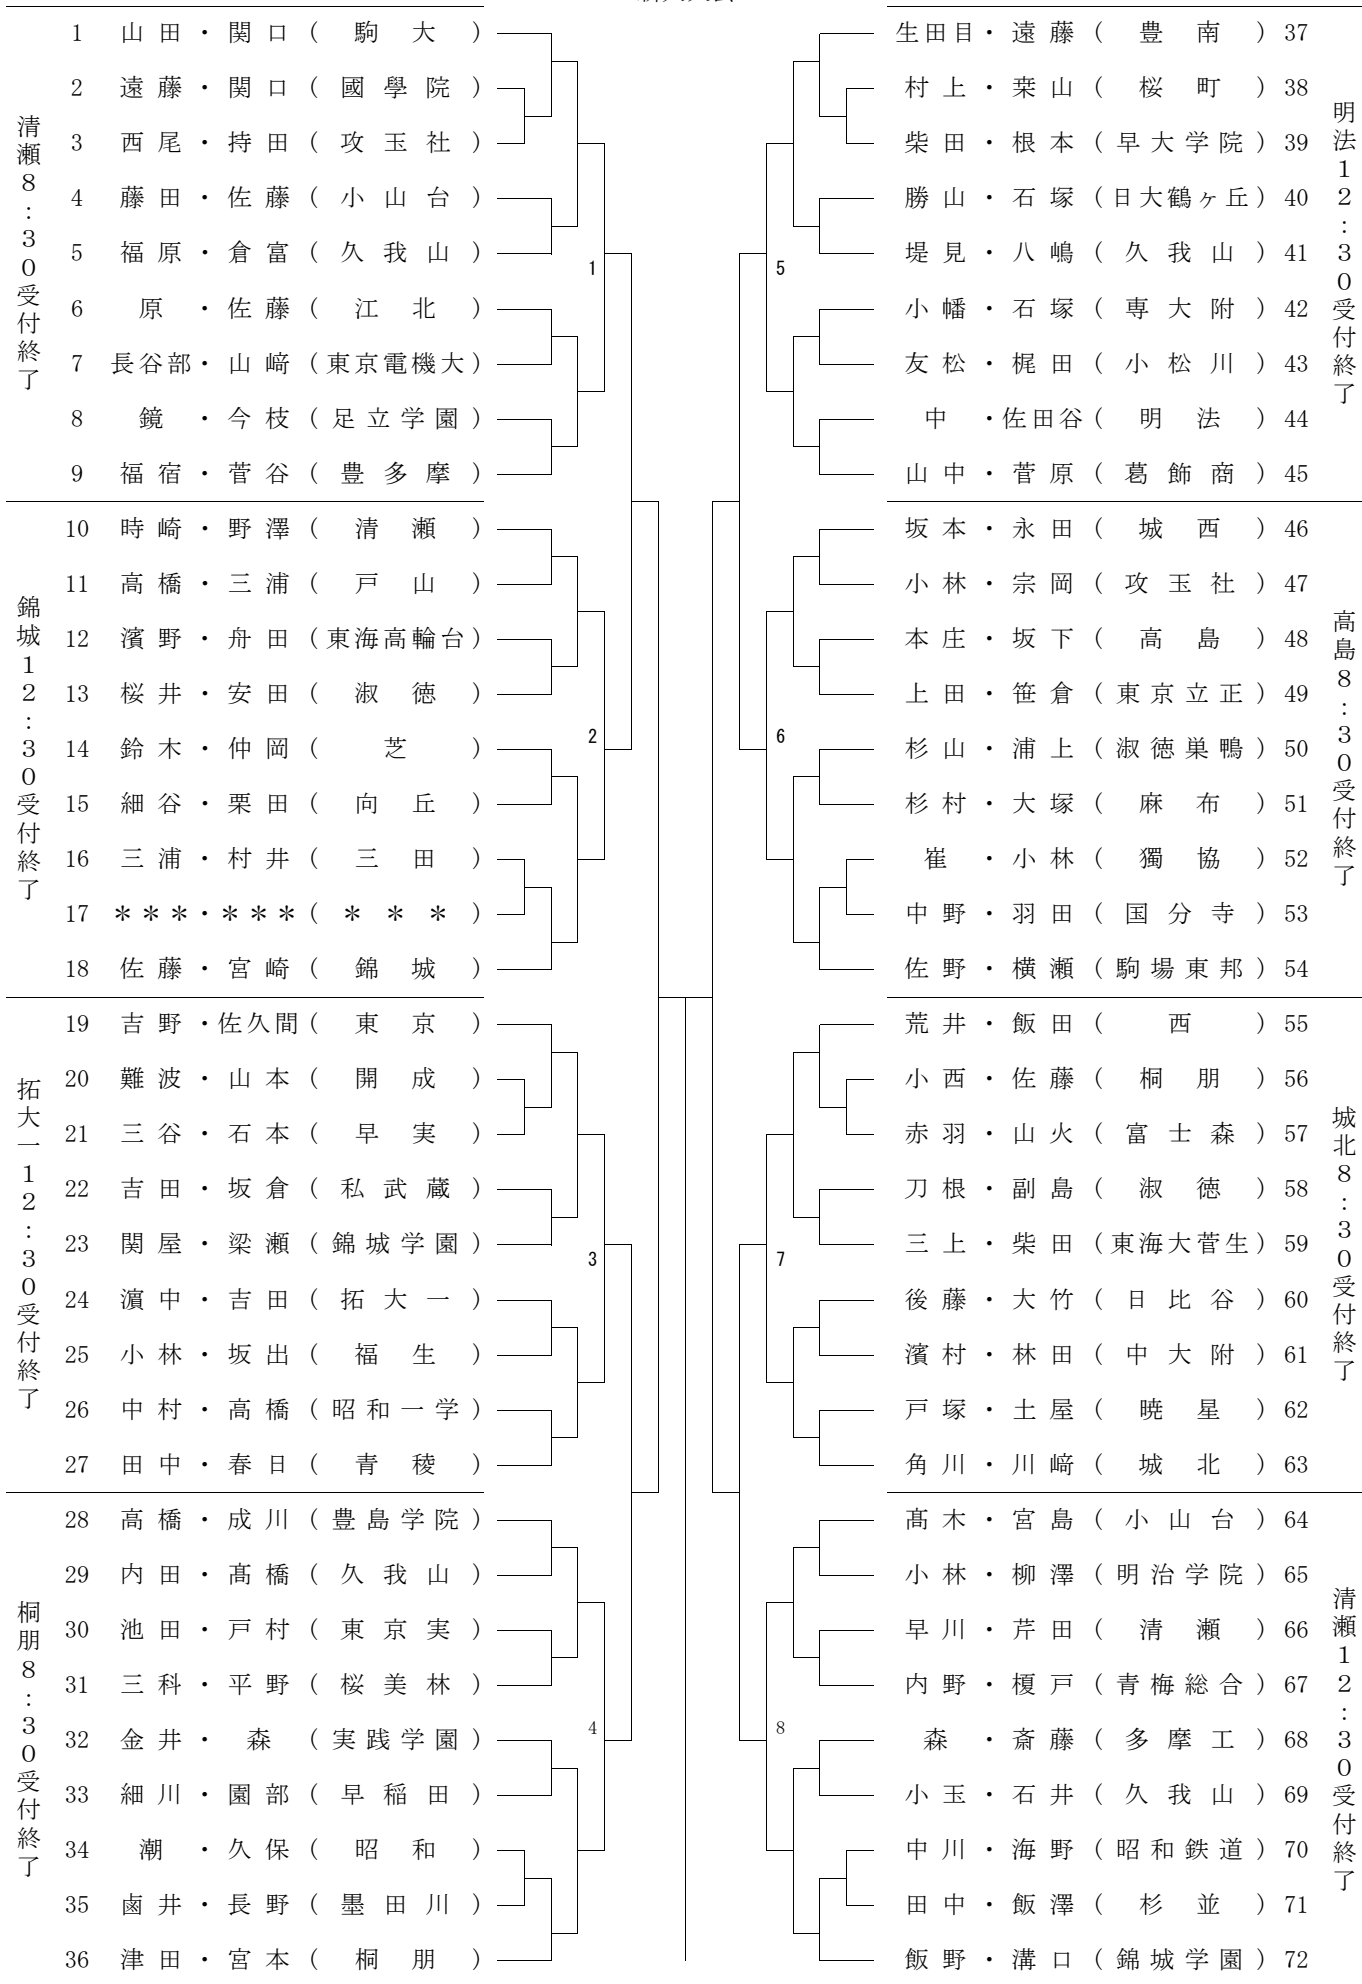 清瀬8:30受付終了
1 山田・関口(駒大)
2 遠藤・関口(國學院)
3 西尾・持田(攻玉社)
4 藤田・佐藤(小山台)
5 福原・倉富(久我山)
6 原・佐藤(江北)
7 長谷部・山﨑(東京電機大)
8 鏡・今枝(足立学園)
9 福宿・菅谷(豊多摩)
1
錦城12:30受付終了
10 時崎・野澤(清瀬)
11 高橋・三浦(戸山)
12 濱野・舟田(東海高輪台)
13 桜井・安田(淑徳)
14 鈴木・仲岡(芝)
15 細谷・栗田(向丘)
16 三浦・村井(三田)
17 ***・***(***)
18 佐藤・宮崎(錦城)
2
拓大一12:30受付終了
19 吉野・佐久間(東京)
20 難波・山本(開成)
21 三谷・石本(早実)
22 吉田・坂倉(私武蔵)
23 関屋・梁瀬(錦城学園)
24 濵中・吉田(拓大一)
25 小林・坂出(福生)
26 中村・高橋(昭和一学)
27 田中・春日(青稜)
3
桐朋8:30受付終了
28 高橋・成川(豊島学院)
29 内田・髙橋(久我山)
30 池田・戸村(東京実)
31 三科・平野(桜美林)
32 金井・森(実践学園)
33 細川・園部(早稲田)
34 潮・久保(昭和)
35 鹵井・長野(墨田川)
36 津田・宮本(桐朋)
4
明法12:30受付終了
生田目・遠藤(豊南)37
村上・桒山(桜町)38
柴田・根本(早大学院)39
勝山・石塚(日大鶴ヶ丘)40
堤見・八嶋(久我山)41
小幡・石塚(専大附)42
友松・梶田(小松川)43
中・佐田谷(明法)44
山中・菅原(葛飾商)45
5
高島8:30受付終了
坂本・永田(城西)46
小林・宗岡(攻玉社)47
本庄・坂下(高島)48
上田・笹倉(東京立正)49
杉山・浦上(淑徳巣鴨)50
杉村・大塚(麻布)51
崔・小林(獨協)52
中野・羽田(国分寺)53
佐野・横瀬(駒場東邦)54
6
城北8:30受付終了
荒井・飯田(西)55
小西・佐藤(桐朋)56
赤羽・山火(富士森)57
刀根・副島(淑徳)58
三上・柴田(東海大菅生)59
後藤・大竹(日比谷)60
濱村・林田(中大附)61
戸塚・土屋(暁星)62
角川・川﨑(城北)63
7
清瀬12:30受付終了
髙木・宮島(小山台)64
小林・柳澤(明治学院)65
早川・芹田(清瀬)66
内野・榎戸(青梅総合)67
森・斎藤(多摩工)68
小玉・石井(久我山)69
中川・海野(昭和鉄道)70
田中・飯澤(杉並)71
飯野・溝口(錦城学園)72
8